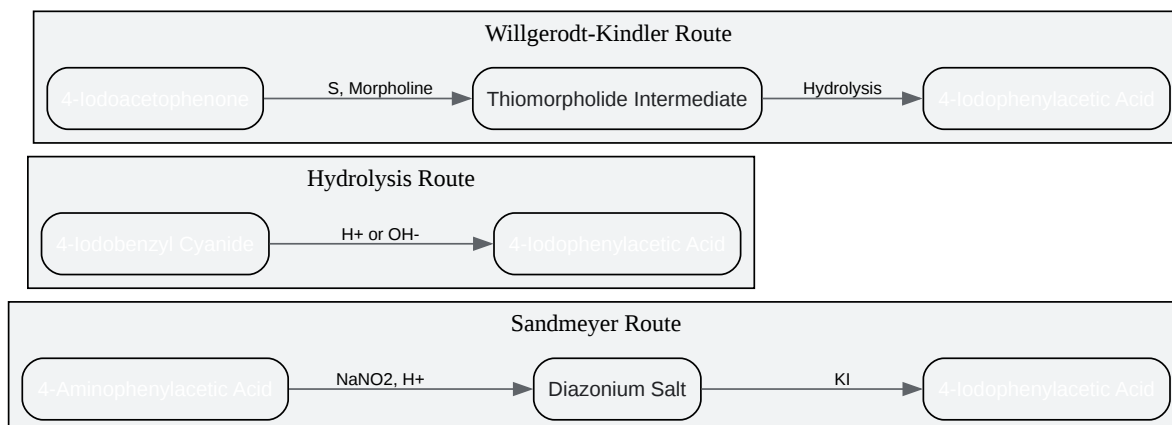 Willgerodt-Kindler Route
4-Iodoacetophenone
S, Morpholine
Thiomorpholide Intermediate
Hydrolysis
4-Iodophenylacetic Acid
Hydrolysis Route
4-Iodobenzyl Cyanide
H+ or OH-
4-Iodophenylacetic Acid
Sandmeyer Route
4-Aminophenylacetic Acid
NaNO2, H+
Diazonium Salt
KI
4-Iodophenylacetic Acid